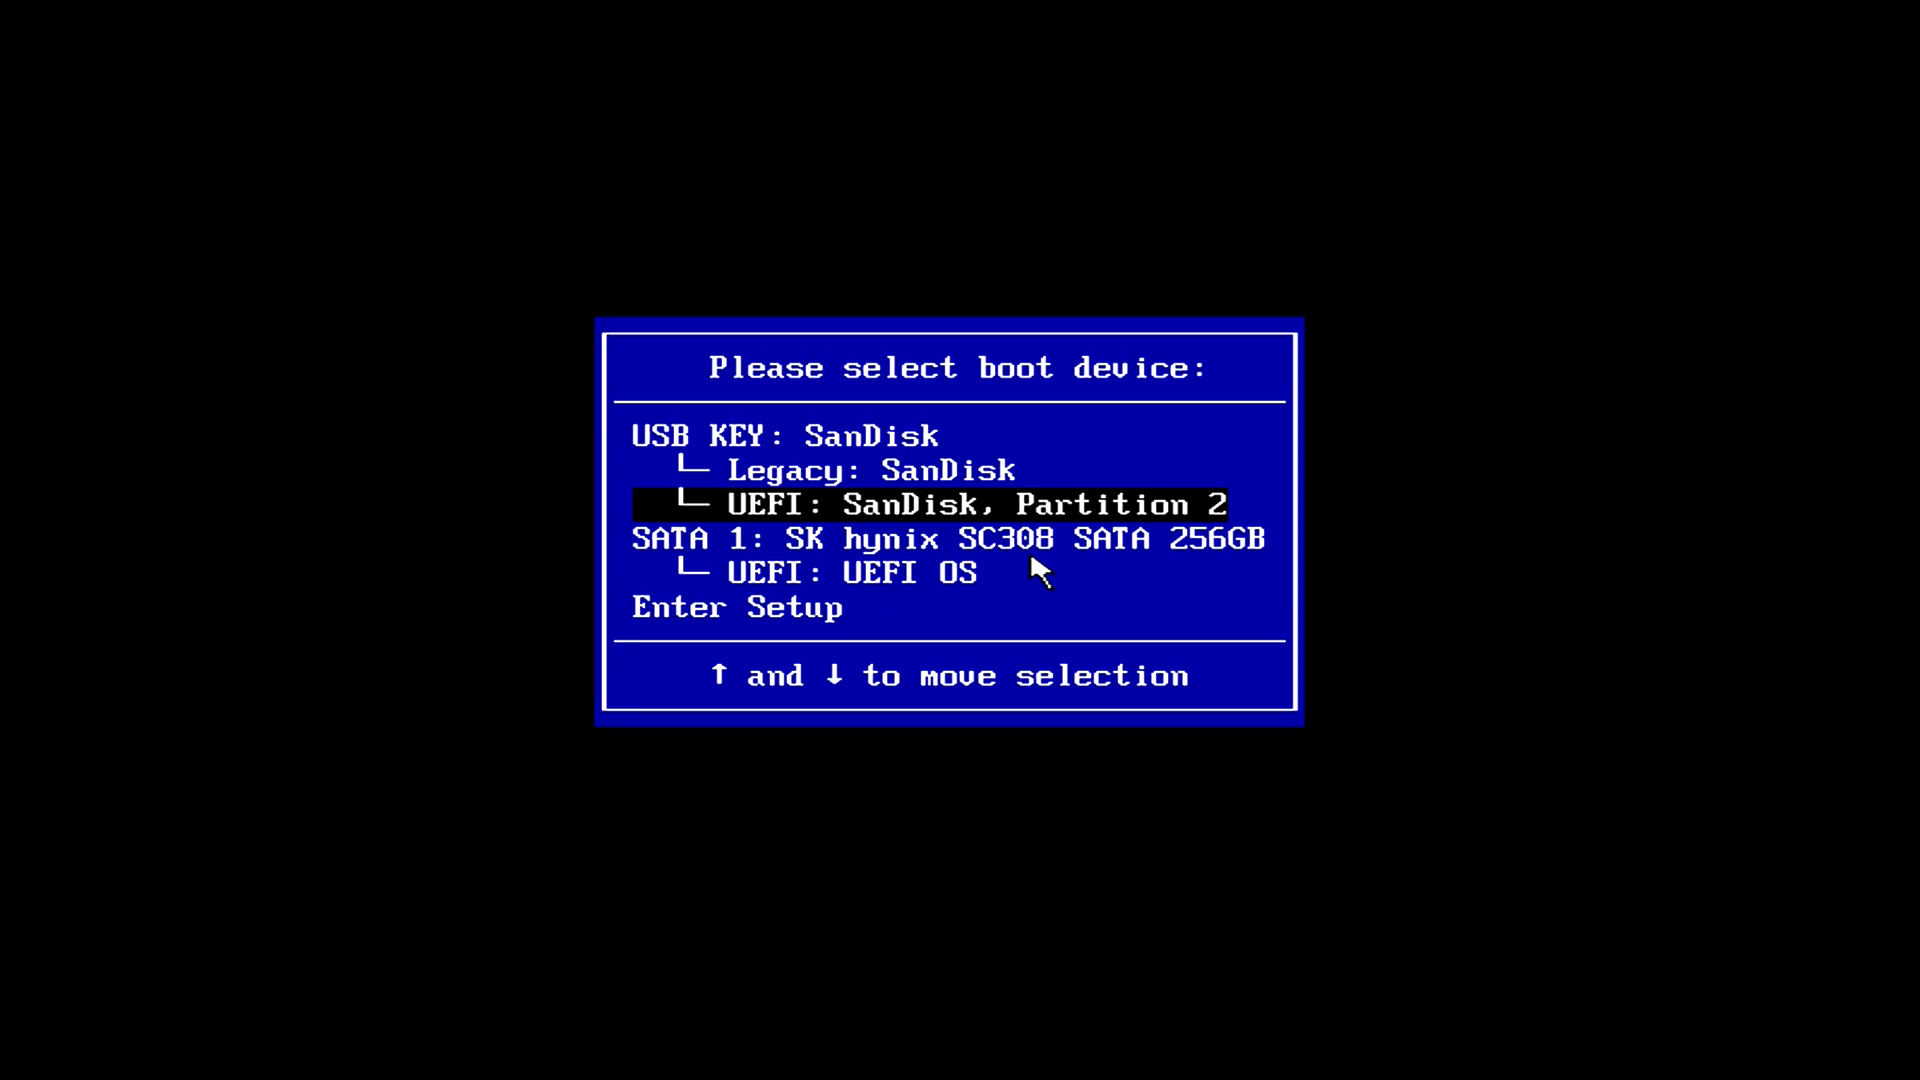 Please select boot device:
USB KEY: SanDisk
└─ Legacy: SanDisk
└─ UEFI: SanDisk, Partition 2
SATA 1: SK hynix SC308 SATA 256GB
└─ UEFI: UEFI OS
Enter Setup
↑ and ↓ to move selection